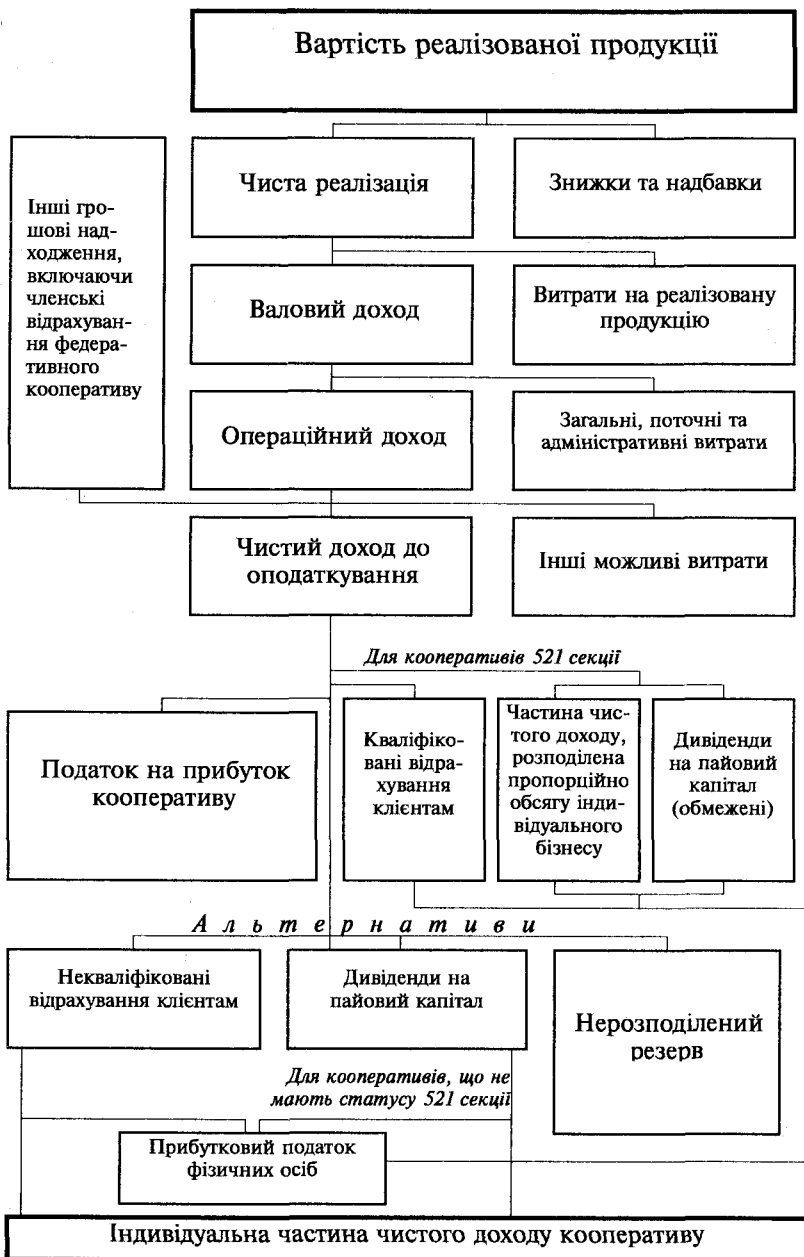 Вартість реалізованої продукції
Чиста реалізація
Знижки та надбавки
Інші гро-
шові над-
ходження,
включаючи
членські
відрахуван-
ня федера-
тивного
кооперативу
Валовий доход
Витрати на реалізовану
продукцію
Операційний доход
Загальні, поточні та
адміністративні витрати
Чистий доход до
оподаткування
Інші можливі витрати
Для кооперативів 521 секції
Податок на прибуток
кооперативу
Кваліфіко-
вані відра-
хування
клієнтам
Частина чис-
того доходу,
розподілена
пропорційно
обсягу інди-
відуального
бізнесу
Дивіденди
на пайовий
капітал
(обмежені)
Альтернативи
Некваліфіковані
відрахування клієнтам
Дивіденди на
пайовий капітал
Нерозподілений
резерв
Для кооперативів, що не
мають статусу 521 секції
Прибутковий податок
фізичних осіб
Індивідуальна частина чистого доходу кооперативу